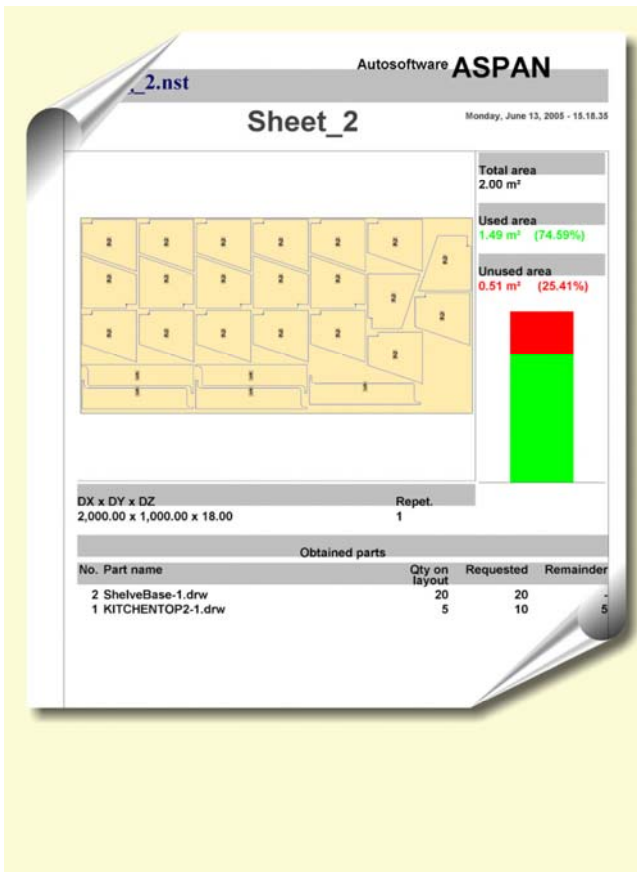 Autosoftware ASPAN
_2.nst
Sheet_2
Monday, June 13, 2005 - 15.18.35
Total area
2.00 m²
Used area
1.49 m² (74.59%)
Unused area
0.51 m² (25.41%)
DX x DY x DZ Repet.
2,000.00 x 1,000.00 x 18.00 1
Obtained parts
No. Part name Qty on layout Requested Remainder
2 ShelveBase-1.drw 20 20 -
1 KITCHENTOP2-1.drw 5 10 5